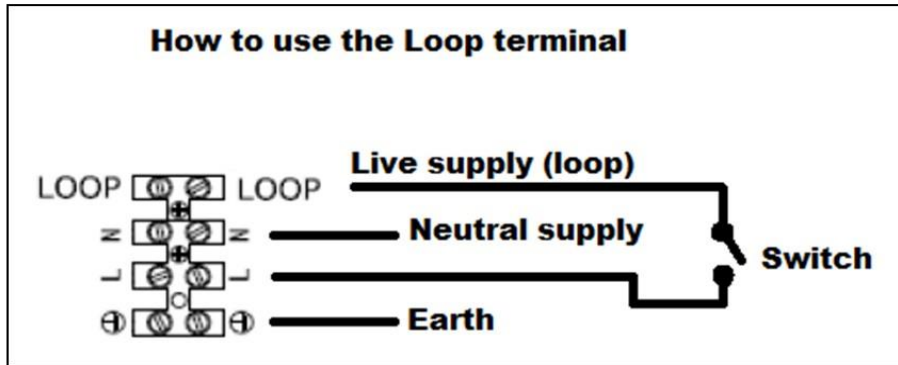 How to use the Loop terminal
Live supply (loop)
LOOP LOOP
N N Neutral supply
L L Switch
Earth